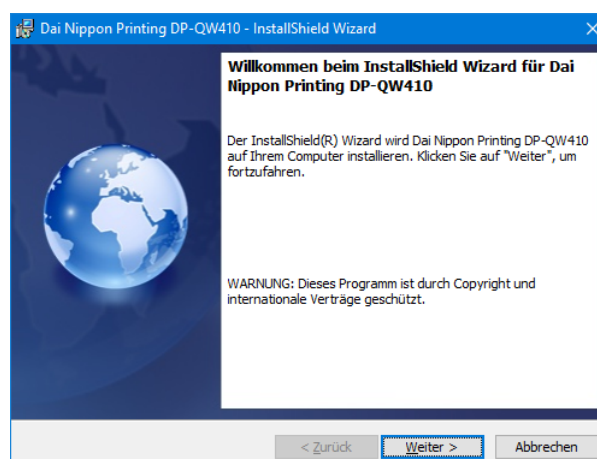 Dai Nippon Printing DP-QW410 - InstallShield Wizard
Willkommen beim InstallShield Wizard für Dai
Nippon Printing DP-QW410
Der InstallShield(R) Wizard wird Dai Nippon Printing DP-QW410
auf Ihrem Computer installieren. Klicken Sie auf "Weiter", um
fortzufahren.
WARNUNG: Dieses Programm ist durch Copyright und
internationale Verträge geschützt.
< Zurück
Weiter >
Abbrechen